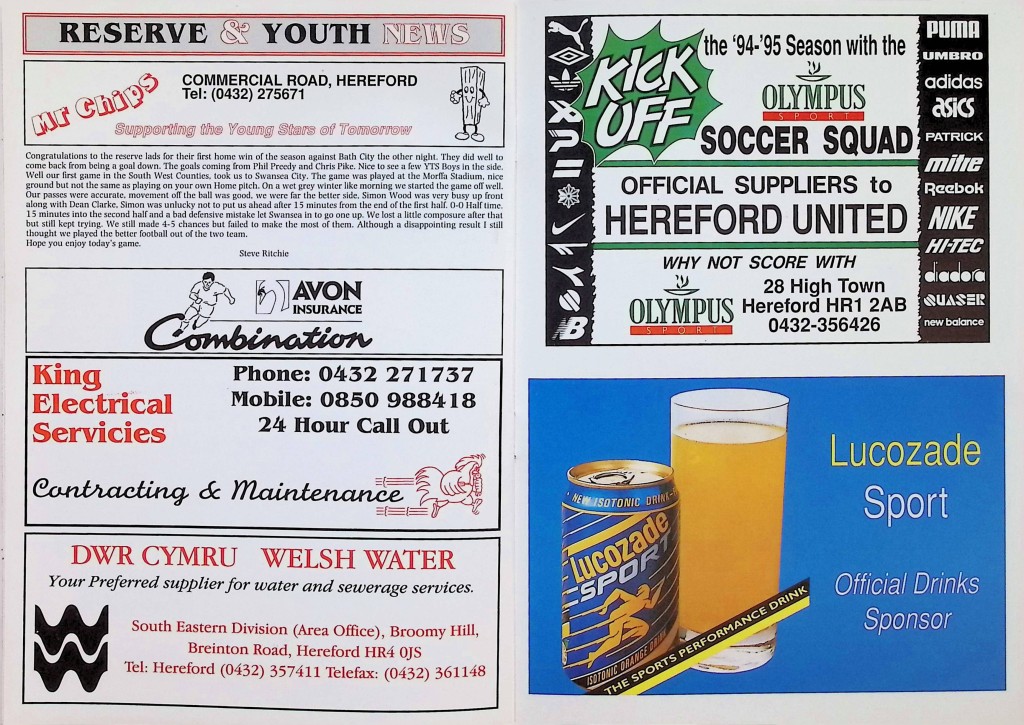 RESERVE & YOUTH NEWS
Mr Chips
COMMERCIAL ROAD, HEREFORD
Tel: (0432) 275671
Supporting the Young Stars of Tomorrow
Congratulations to the reserve lads for their first home win of the season against Bath City the other night. They did well to
come back from being a goal down. The goals coming from Phil Preedy and Chris Pike. Nice to see a few YTS Boys in the side.
Well our first game in the South West Counties, took us to Swansea City. The game was played at the Morffa Stadium, nice
ground but not the same as playing on your own Home pitch. On a wet grey winter like morning we started the game off well.
Our passes were accurate, movement off the ball was good, we were far the better side. Simon Wood was very busy up front
along with Dean Clarke, Simon was unlucky not to put us ahead after 15 minutes from the end of the first half. 0-0 Half time.
15 minutes into the second half and a bad defensive mistake let Swansea in to go one up. We lost a little composure after that
but still kept trying. We still made 4-5 chances but failed to make the most of them. Although a disappointing result I still
thought we played the better football out of the two team.
Hope you enjoy today's game.
Steve Ritchie
AVON
INSURANCE
Combination
King
Electrical
Servicies
Phone: 0432 271737
Mobile: 0850 988418
24 Hour Call Out
Contracting & Maintenance
DWR CYMRU WELSH WATER
Your Preferred supplier for water and sewerage services.
South Eastern Division (Area Office), Broomy Hill,
Breinton Road, Hereford HR4 0JS
Tel: Hereford (0432) 357411 Telefax: (0432) 361148
KICK
OFF
the '94-'95 Season with the
OLYMPUS
SPORT
SOCCER SQUAD
OFFICIAL SUPPLIERS to
HEREFORD UNITED
WHY NOT SCORE WITH
OLYMPUS
SPORT
28 High Town
Hereford HR1 2AB
0432-356426
B
PUMA
UMBRO
adidas
asics
PATRICK
mitre
Reebok
NIKE
HI-TEC
diadora
QUASER
new balance
NEW ISOTONIC DRINK
Lucozade
SPORT
ISOTONIC ORANGE DRINK
THE SPORTS PERFORMANCE DRINK
Lucozade
Sport
Official Drinks
Sponsor